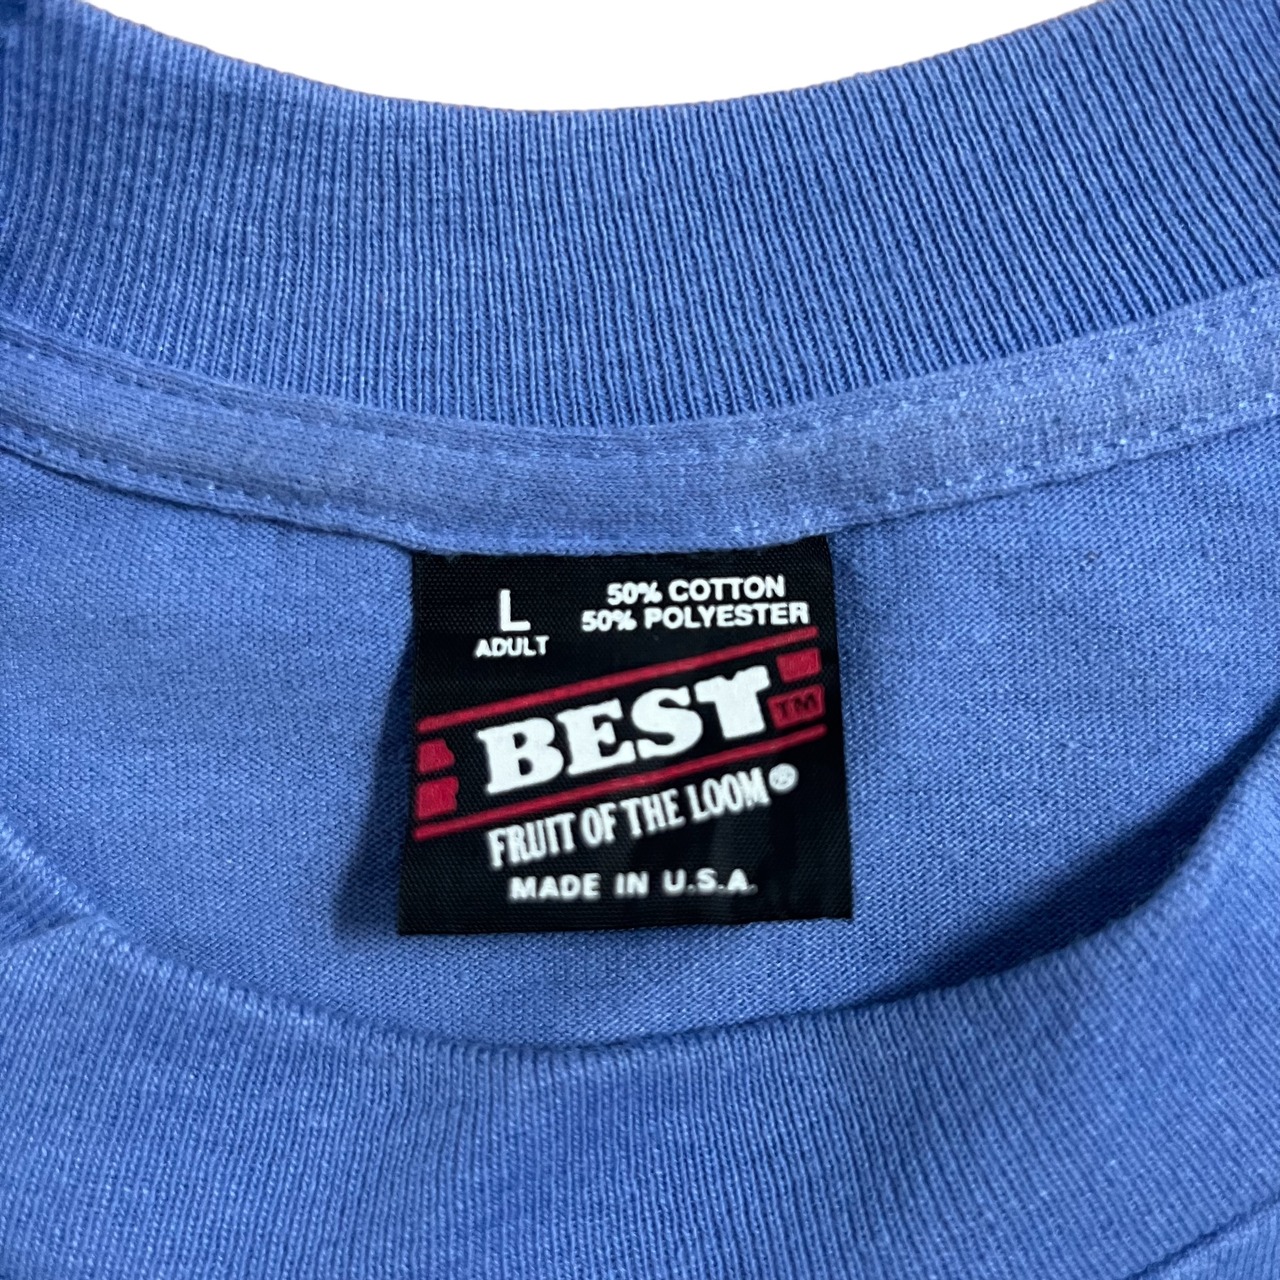 L
ADULT
50% COTTON
50% POLYESTER
BEST
TM
FRUIT OF THE LOOM®
MADE IN U.S.A.